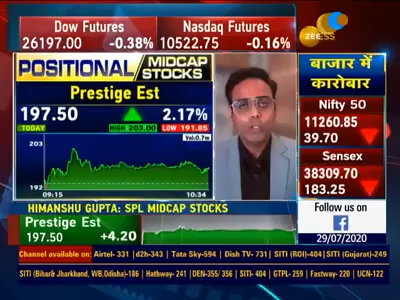 Dow Futures
26197.00 -0.38%
Nasdaq Futures
10522.75 -0.16%
ZEE
POSITIONAL MIDCAP STOCKS
Prestige Est
197.50 2.17%
TODAY HIGH 203.00 LOW 191.85
Vol:0.7m
203
192
09:15 10:34
बाजार में
कारोबार
Nifty 50
11260.85
39.70
Sensex
38309.70
183.25
HIMANSHU GUPTA: SPL MIDCAP STOCKS
Prestige Est
197.50 +4.20
Follow us on
29/07/2020
Channel available on: Airtel- 331 | d2h-343 | Tata Sky-594 | Dish TV- 731 | SITI (ROI)-404 | SITI (Gujarat)-249
SITI (Bihar& Jharkhand, WB,Odisha)-186 | Hathway- 241 | DEN-355/ 356 | SITI- 404 | GTPL- 259 | Fastway- 220 | UCN-122